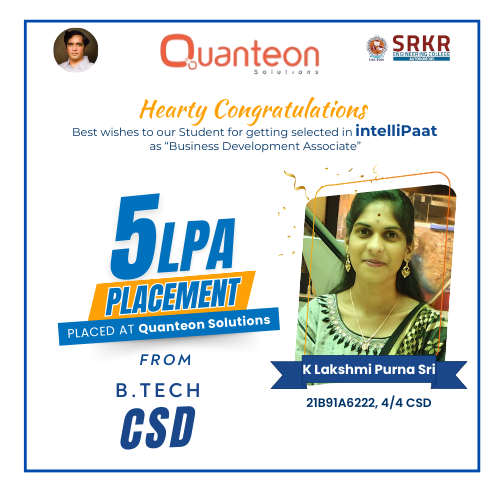 Quanteon
Solutions
SRKR
ENGINEERING COLLEGE
AUTONOMOUS
Hearty Congratulations
Best wishes to our Student for getting selected in intelliPaat
as “Business Development Associate”
5LPA
PLACEMENT
PLACED AT Quanteon Solutions
FROM
B.TECH
CSD
K Lakshmi Purna Sri
21B91A6222, 4/4 CSD